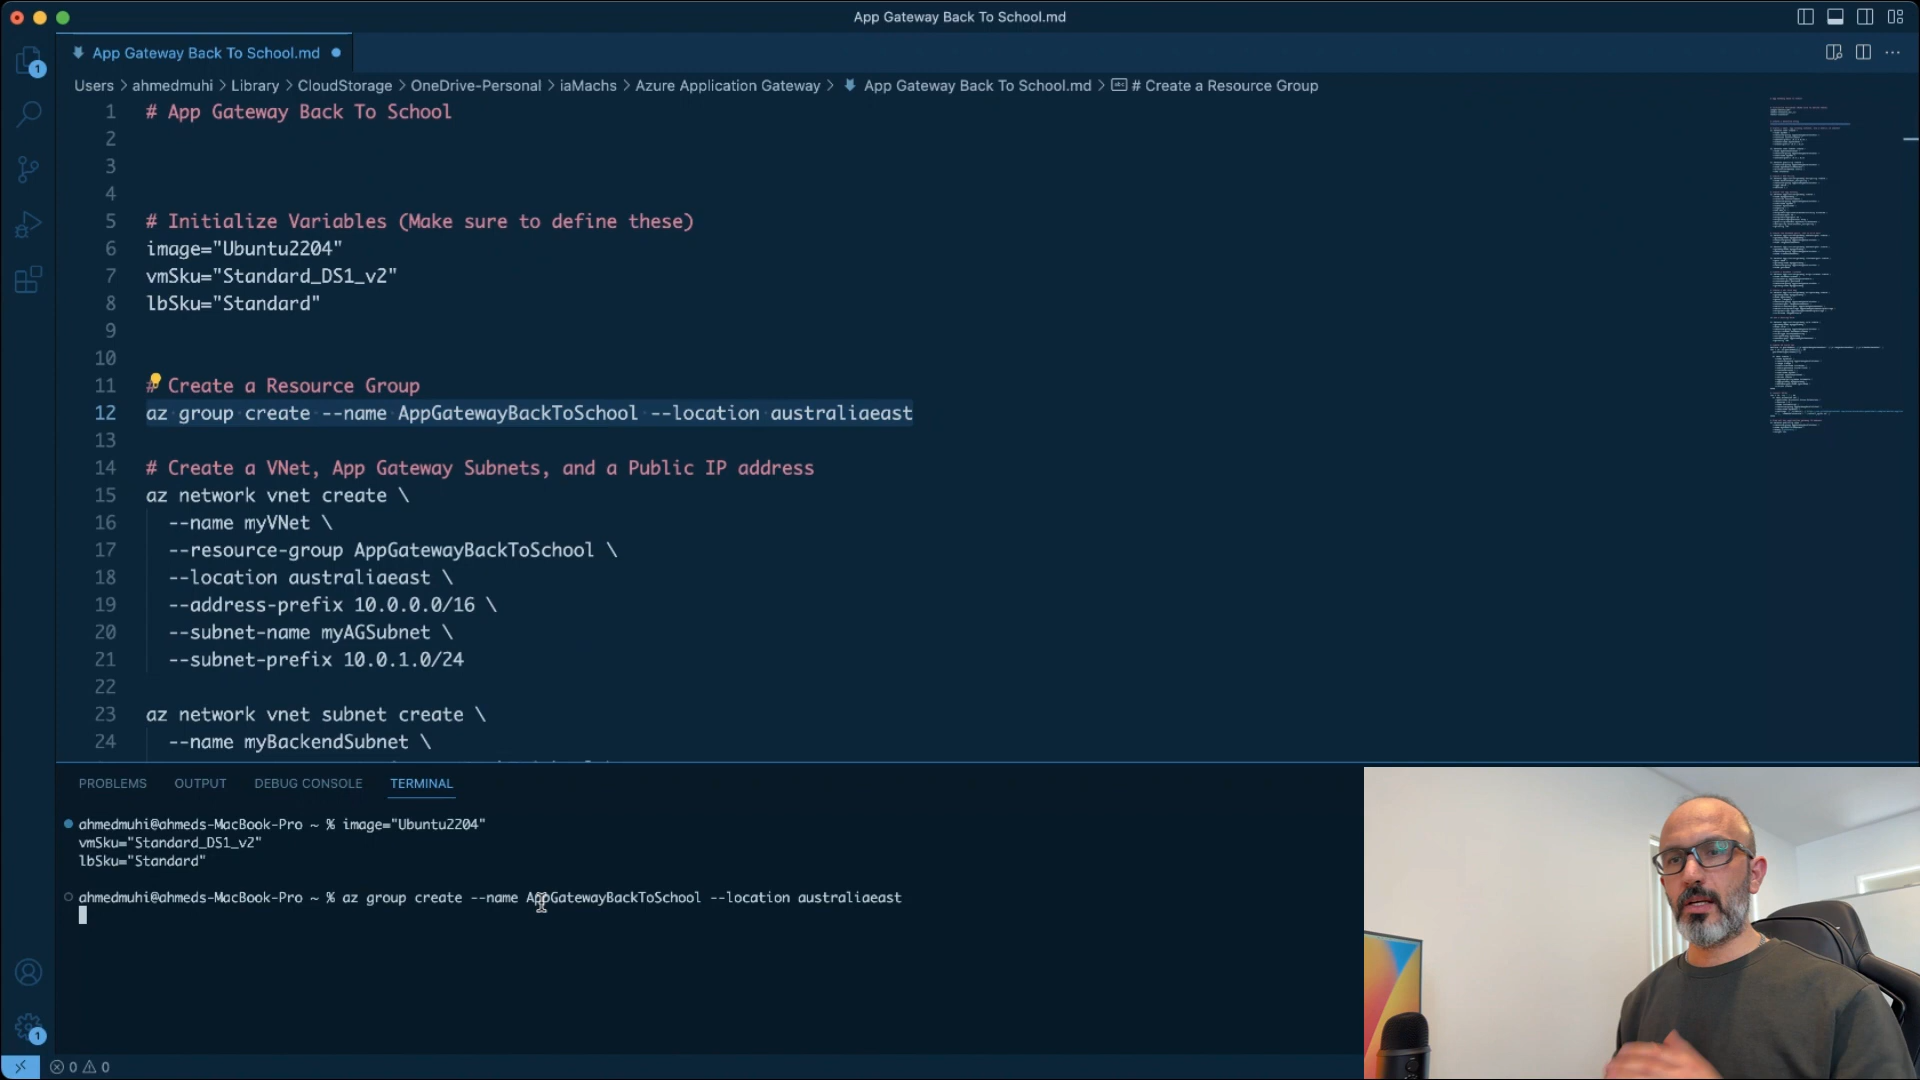 App Gateway Back To School.md
App Gateway Back To School.md
Users > ahmedmuhi > Library > CloudStorage > OneDrive-Personal > iaMachs > Azure Application Gateway > App Gateway Back To School.md > # Create a Resource Group
1 # App Gateway Back To School
2
3
4
5 # Initialize Variables (Make sure to define these)
6 image="Ubuntu2204"
7 vmSku="Standard_DS1_v2"
8 lbSku="Standard"
9
10
11 # Create a Resource Group
12 az group create --name AppGatewayBackToSchool --location australiaeast
13
14 # Create a VNet, App Gateway Subnets, and a Public IP address
15 az network vnet create \
16 --name myVNet \
17 --resource-group AppGatewayBackToSchool \
18 --location australiaeast \
19 --address-prefix 10.0.0.0/16 \
20 --subnet-name myAGSubnet \
21 --subnet-prefix 10.0.1.0/24
22
23 az network vnet subnet create \
24 --name myBackendSubnet \
PROBLEMS OUTPUT DEBUG CONSOLE TERMINAL
ahmedmuhi@ahmeds-MacBook-Pro ~ % image="Ubuntu2204"
vmSku="Standard_DS1_v2"
lbSku="Standard"
ahmedmuhi@ahmeds-MacBook-Pro ~ % az group create --name AppGatewayBackToSchool --location australiaeast
1
1
0 0